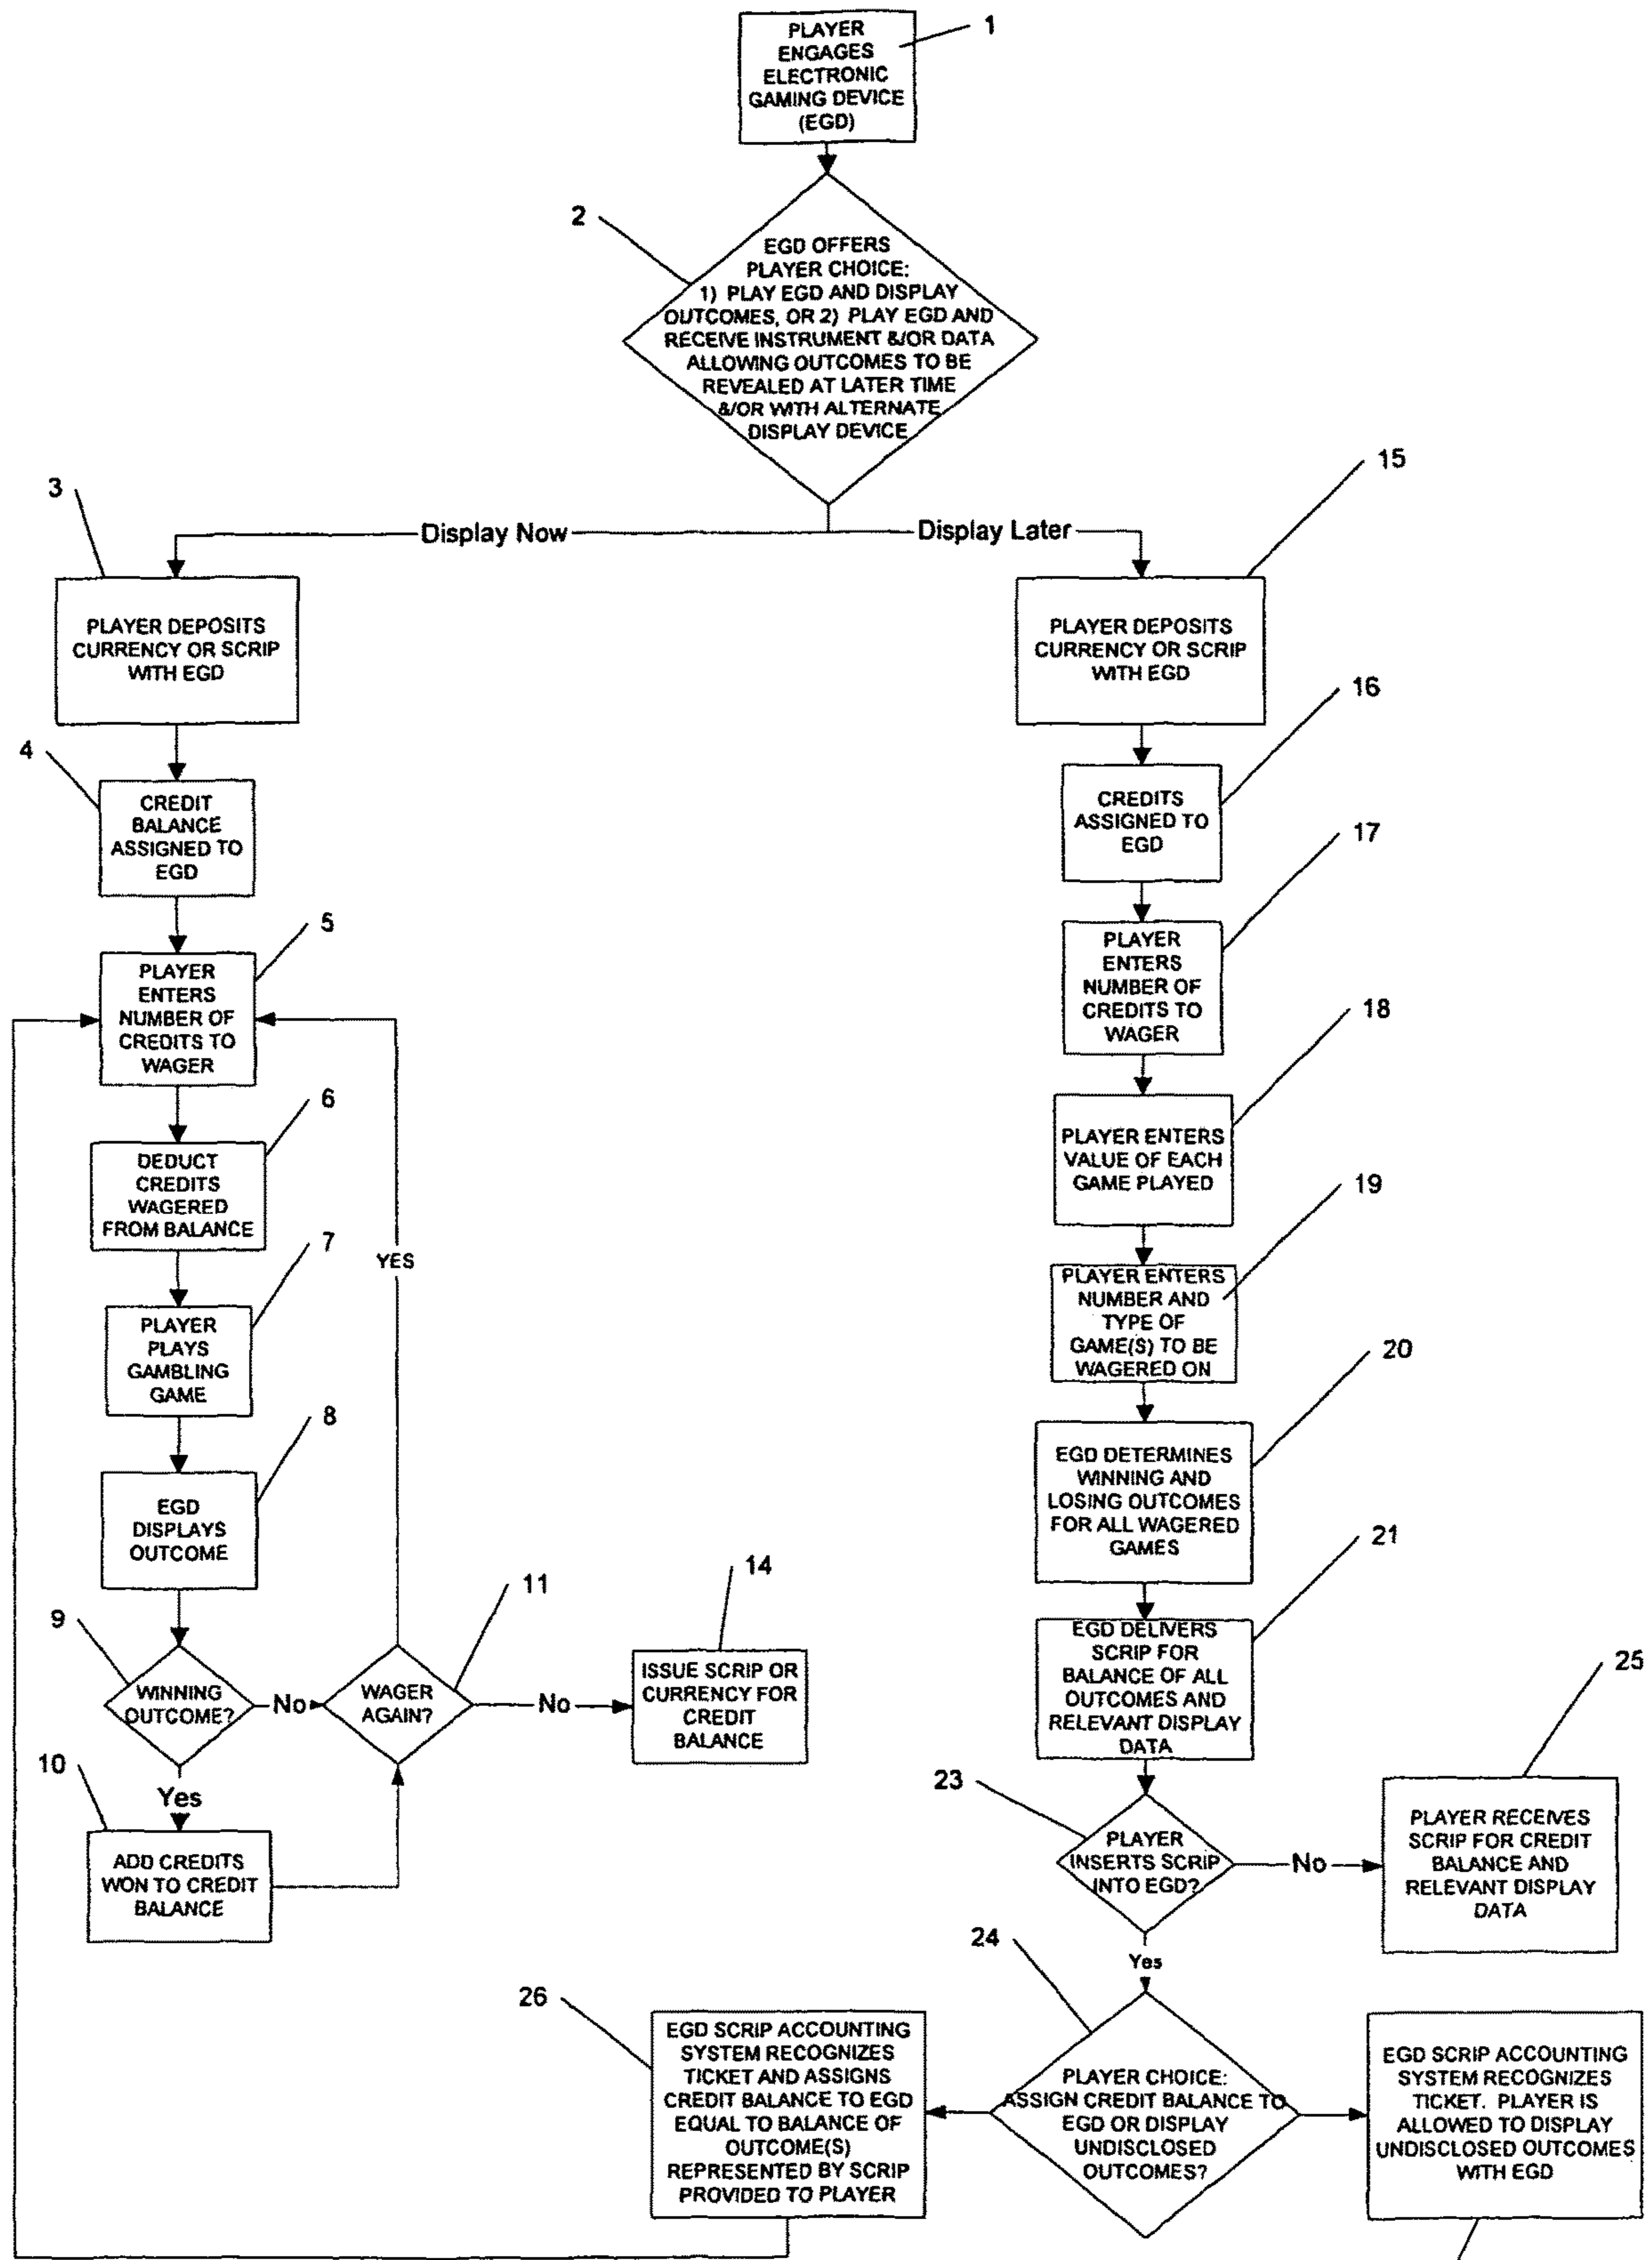 1
PLAYER
ENGAGES
ELECTRONIC
GAMING DEVICE
(EGD)
2
EGD OFFERS
PLAYER CHOICE:
1) PLAY EGD AND DISPLAY
OUTCOMES, OR 2) PLAY EGD AND
RECEIVE INSTRUMENT &/OR DATA
ALLOWING OUTCOMES TO BE
REVEALED AT LATER TIME
&/OR WITH ALTERNATE
DISPLAY DEVICE
Display Now
Display Later
3
PLAYER DEPOSITS
CURRENCY OR SCRIP
WITH EGD
4
CREDIT
BALANCE
ASSIGNED TO
EGD
5
PLAYER
ENTERS
NUMBER OF
CREDITS TO
WAGER
6
DEDUCT
CREDITS
WAGERED
FROM BALANCE
7
PLAYER
PLAYS
GAMBLING
GAME
8
EGD
DISPLAYS
OUTCOME
9
WINNING
OUTCOME?
No
Yes
10
ADD CREDITS
WON TO CREDIT
BALANCE
11
WAGER
AGAIN?
YES
No
14
ISSUE SCRIP OR
CURRENCY FOR
CREDIT
BALANCE
15
PLAYER DEPOSITS
CURRENCY OR SCRIP
WITH EGD
16
CREDITS
ASSIGNED TO
EGD
17
PLAYER
ENTERS
NUMBER OF
CREDITS TO
WAGER
18
PLAYER ENTERS
VALUE OF EACH
GAME PLAYED
19
PLAYER ENTERS
NUMBER AND
TYPE OF
GAME(S) TO BE
WAGERED ON
20
EGD DETERMINES
WINNING AND
LOSING OUTCOMES
FOR ALL WAGERED
GAMES
21
EGD DELIVERS
SCRIP FOR
BALANCE OF ALL
OUTCOMES AND
RELEVANT DISPLAY
DATA
23
PLAYER
INSERTS SCRIP
INTO EGD?
No
Yes
25
PLAYER RECEIVES
SCRIP FOR CREDIT
BALANCE AND
RELEVANT DISPLAY
DATA
24
PLAYER CHOICE:
ASSIGN CREDIT BALANCE TO
EGD OR DISPLAY
UNDISCLOSED
OUTCOMES?
26
EGD SCRIP ACCOUNTING
SYSTEM RECOGNIZES
TICKET AND ASSIGNS
CREDIT BALANCE TO EGD
EQUAL TO BALANCE OF
OUTCOME(S)
REPRESENTED BY SCRIP
PROVIDED TO PLAYER
EGD SCRIP ACCOUNTING
SYSTEM RECOGNIZES
TICKET. PLAYER IS
ALLOWED TO DISPLAY
UNDISCLOSED OUTCOMES
WITH EGD